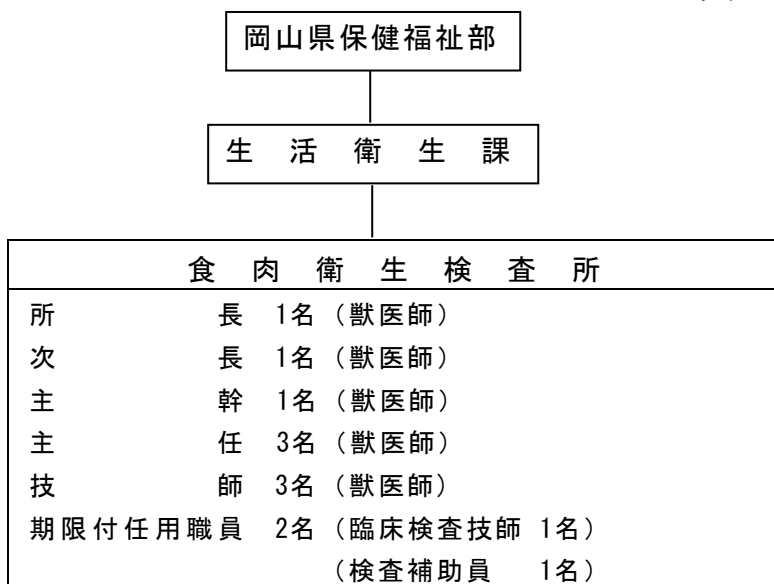 岡山県保健福祉部
生活衛生課
食肉衛生検査所
所長 1名（獣医師）
次長 1名（獣医師）
主幹 1名（獣医師）
主任 3名（獣医師）
技師 3名（獣医師）
期限付任用職員 2名（臨床検査技師 1名）
（検査補助員 1名）